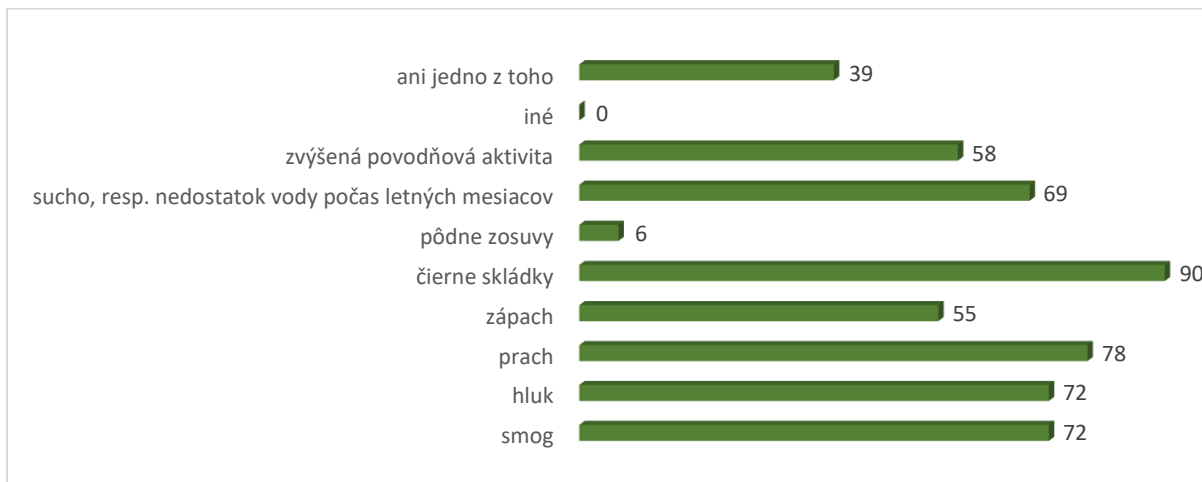 ani jedno z toho 39
iné 0
zvýšená povodňová aktivita 58
sucho, resp. nedostatok vody počas letných mesiacov 69
pôdne zosuvy 6
čierne skládky 90
zápach 55
prach 78
hluk 72
smog 72